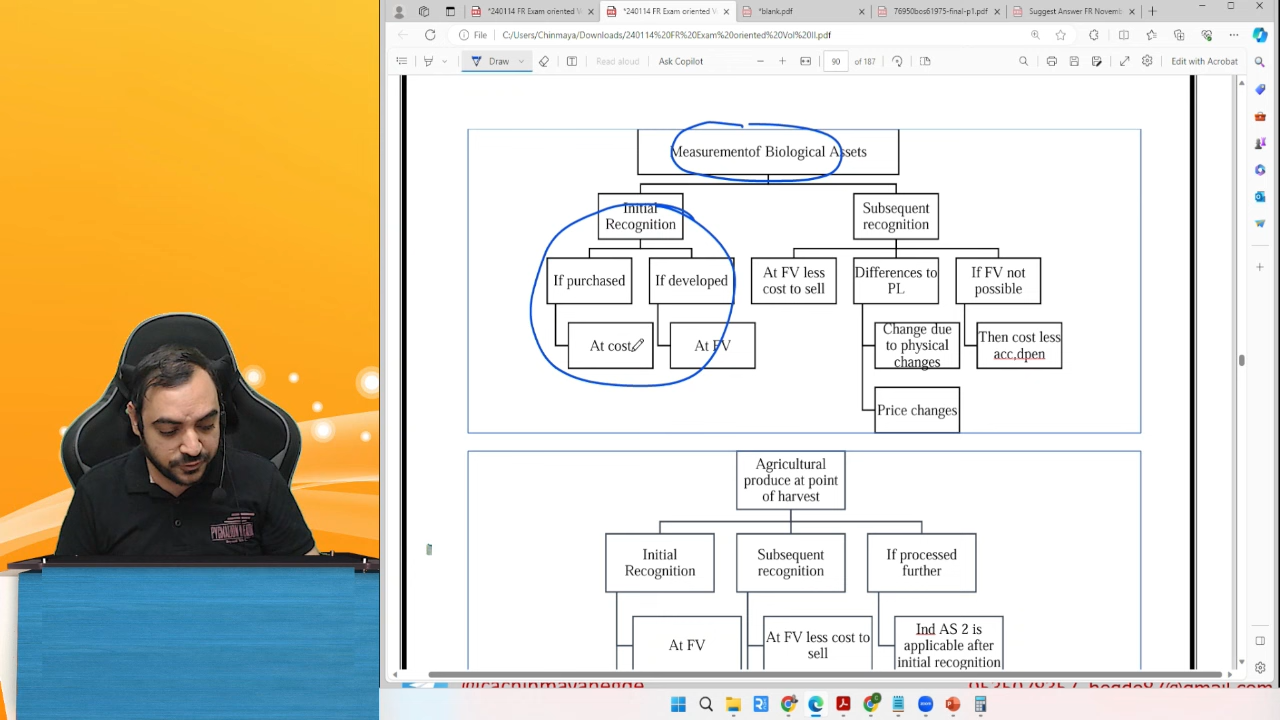 *240114 FR Exam oriented V
*240114 FR Exam oriented V
*blank.pdf
76950bos61975-final-p1.pdf
Suggest Answer FR Novem
File
C:/Users/Chinmaya/Downloads/240114%20FR%20Exam%20oriented%20Vol%20II.pdf
Draw
Read aloud
Ask Copilot
90
of 187
Edit with Acrobat
Measurementof Biological Assets
Initial
Recognition
Subsequent
recognition
If purchased
If developed
At FV less
cost to sell
Differences to
PL
If FV not
possible
At cost
At FV
Change due
to physical
changes
Then cost less
acc,dpen
Price changes
Agricultural
produce at point
of harvest
Initial
Recognition
Subsequent
recognition
If processed
further
At FV
At FV less cost to
sell
Ind AS 2 is
applicable after
initial recognition